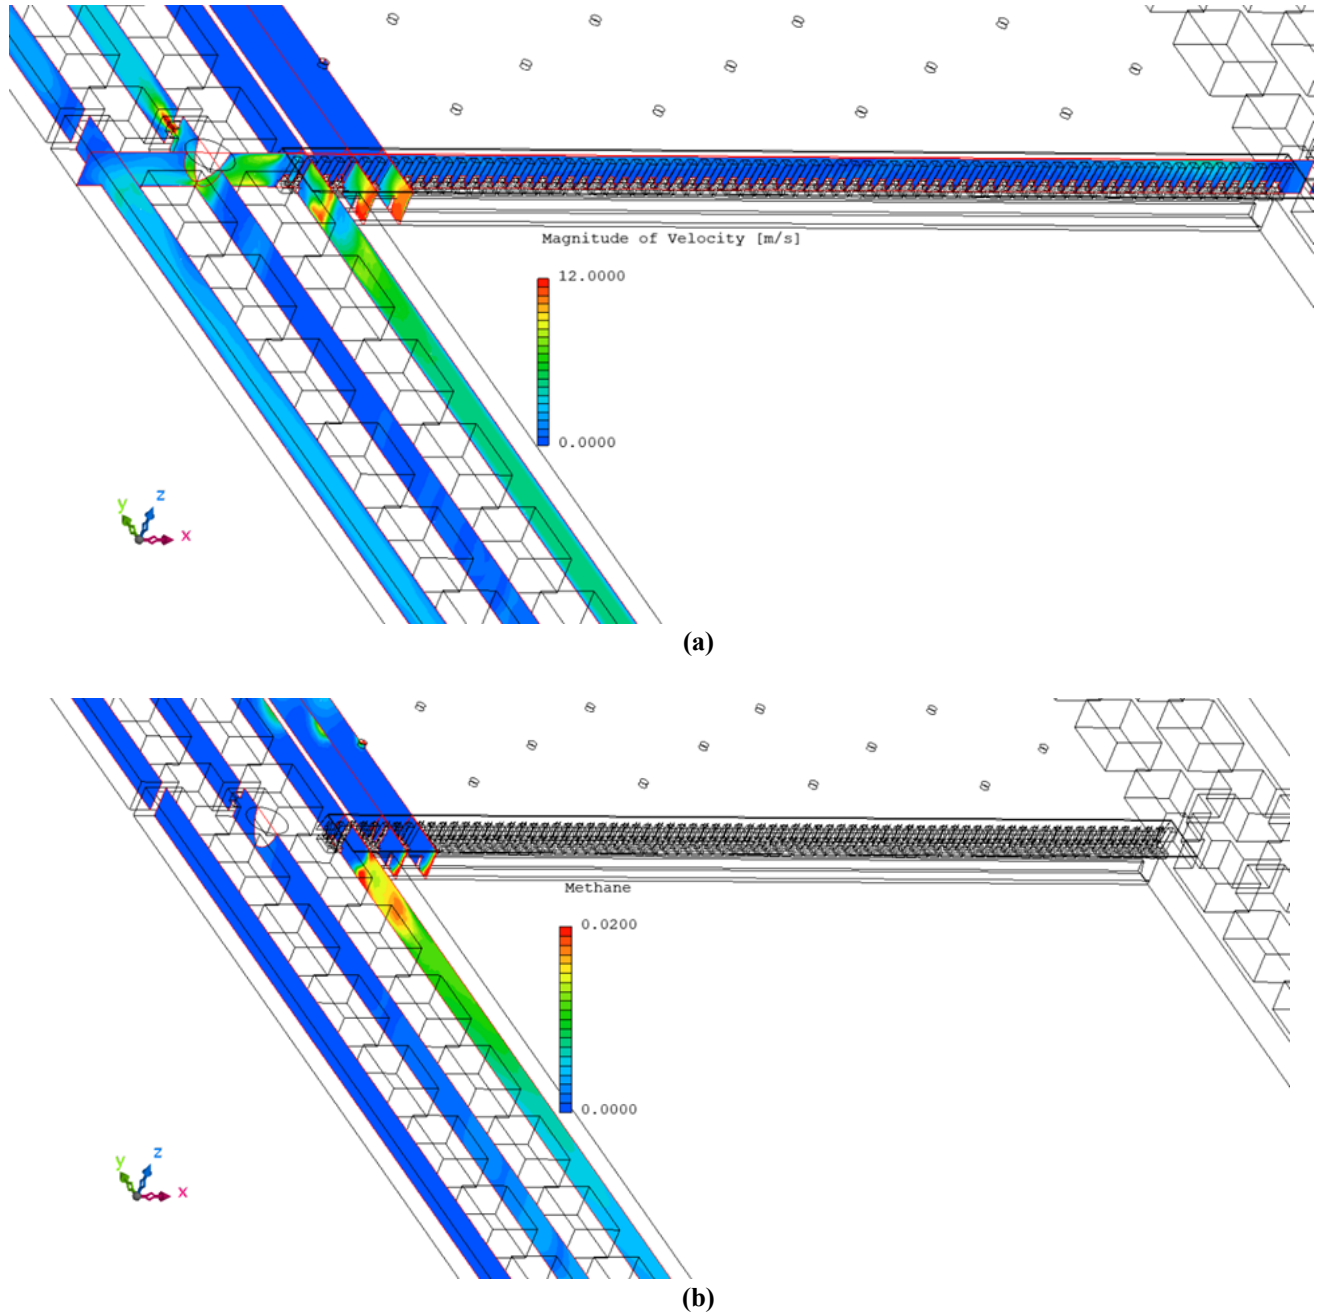 Magnitude of Velocity [m/s]
12.0000
0.0000
y
z
x
(a)
Methane
0.0200
0.0000
y
z
x
(b)